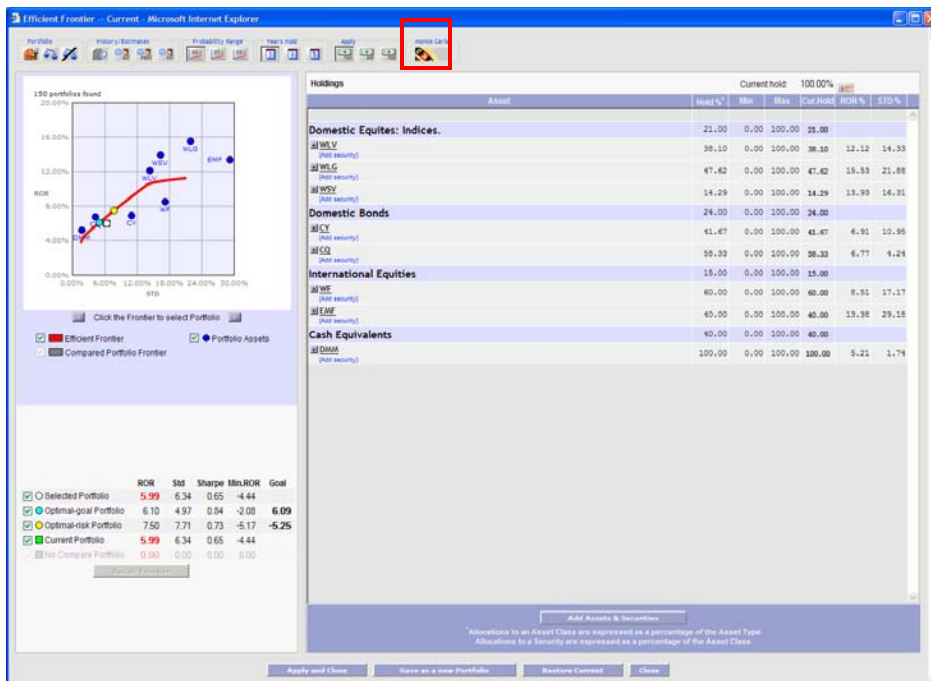 Efficient Frontier -- Current - Microsoft Internet Explorer
Portfolio History/Estimates Probability Range Years Hold Apply Monte Carlo
150 portfolios found
20.00%
16.00%
12.00%
ROR
8.00%
4.00%
0.00%
WLG
WSV
EMF
WLV
WF
CY
0.00% 6.00% 12.00% 18.00% 24.00% 30.00%
STD
Click the Frontier to select Portfolio
Efficient Frontier Portfolio Assets
Compared Portfolio Frontier
ROR Std Sharpe Min.ROR Goal
Selected Portfolio 5.99 6.34 0.65 -4.44
Optimal-goal Portfolio 6.10 4.97 0.84 -2.08 6.09
Optimal-risk Portfolio 7.50 7.71 0.73 -5.17 -5.25
Current Portfolio 5.99 6.34 0.65 -4.44
No Compare Portfolio 0.00 0.00 0.00 0.00
Holdings Current hold: 100.00%
Asset Hold %* Min Max Cur.Hold ROR % STD %
Domestic Equites: Indices. 21.00 0.00 100.00 21.00
WLV 38.10 0.00 100.00 38.10 12.12 14.33
[Add security]
WLG 47.62 0.00 100.00 47.62 15.53 21.88
[Add security]
WSV 14.29 0.00 100.00 14.29 13.93 16.31
[Add security]
Domestic Bonds 24.00 0.00 100.00 24.00
CY 41.67 0.00 100.00 41.67 6.91 10.95
[Add security]
CQ 58.33 0.00 100.00 58.33 6.77 4.24
[Add security]
International Equities 15.00 0.00 100.00 15.00
WF 60.00 0.00 100.00 60.00 8.51 17.17
[Add security]
EMF 40.00 0.00 100.00 40.00 13.38 29.18
[Add security]
Cash Equivalents 40.00 0.00 100.00 40.00
DMM 100.00 0.00 100.00 100.00 5.21 1.74
[Add security]
Add Assets & Securities
*Allocations to an Asset Class are expressed as a percentage of the Asset Type
Allocations to a Security are expressed as a percentage of the Asset Class
Apply and Close Save as a new Portfolio Restore Current Close